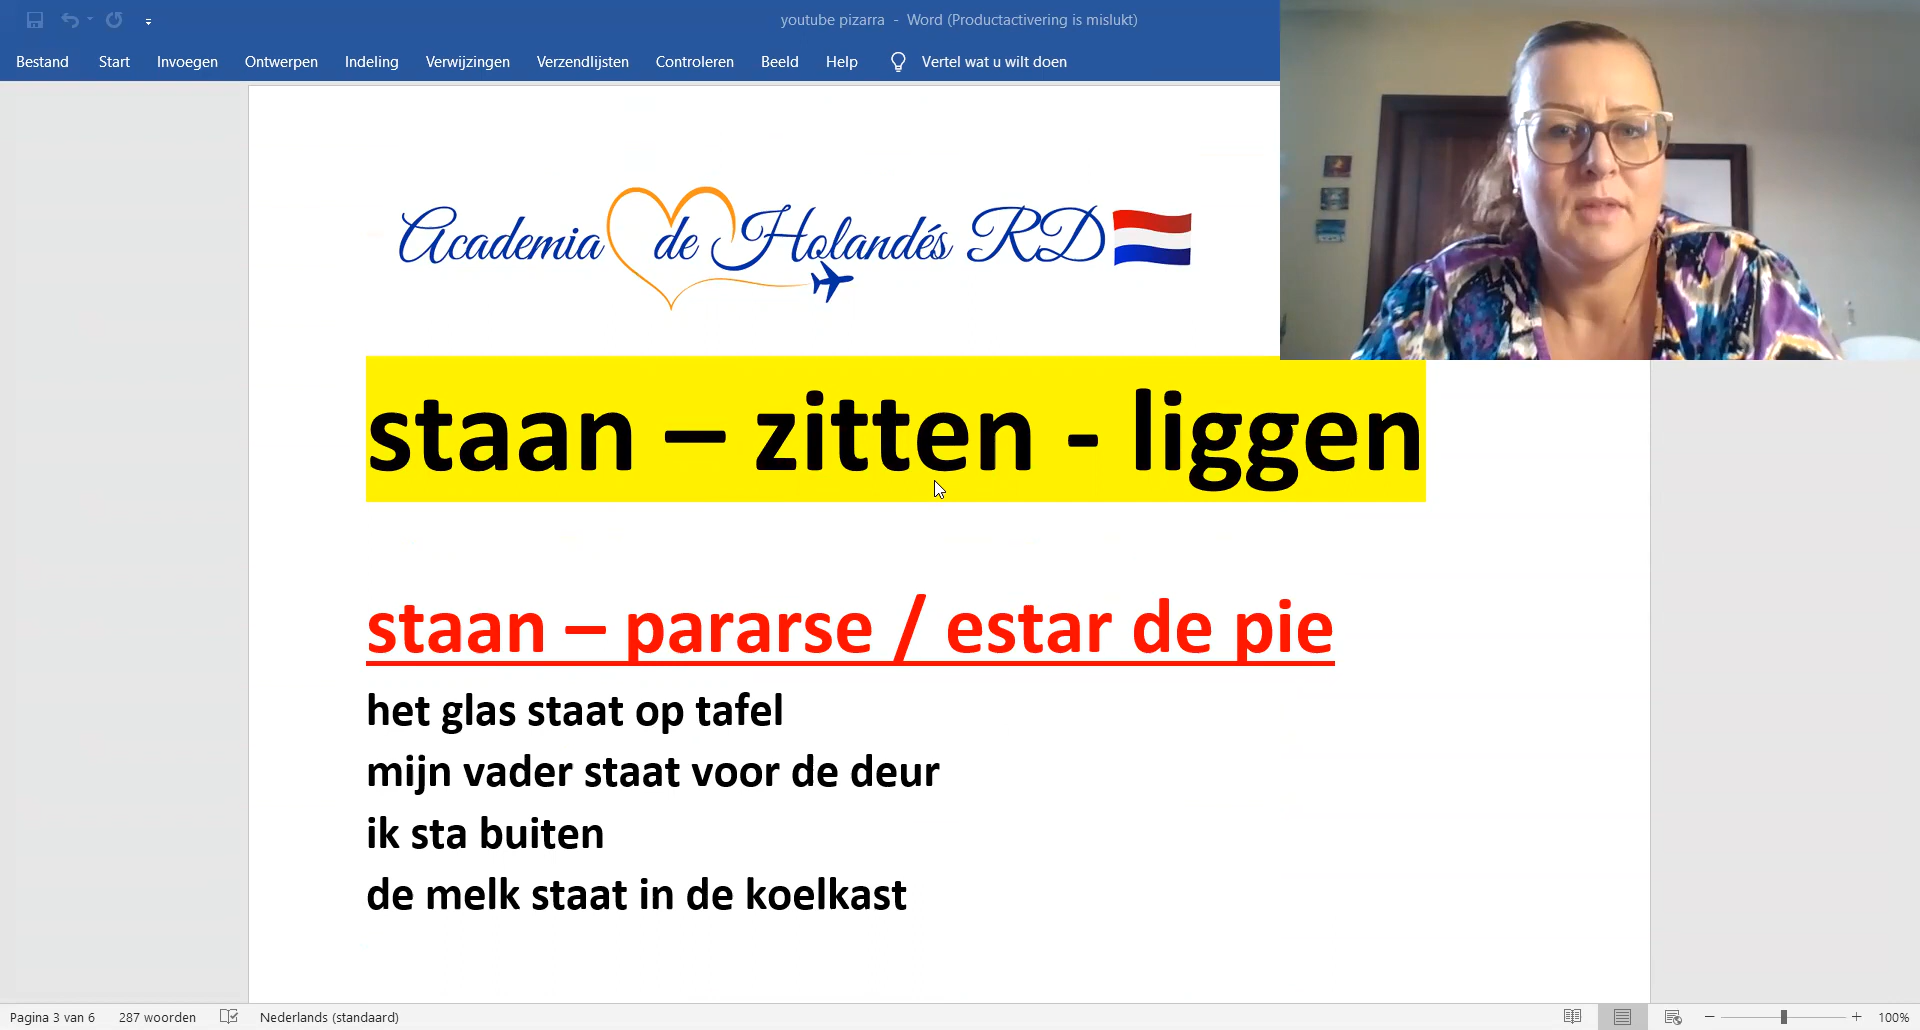 youtube pizarra - Word (Productactivering is mislukt)
Bestand Start Invoegen Ontwerpen Indeling Verwijzingen Verzendlijsten Controleren Beeld Help Vertel wat u wilt doen
Academia de Holandés RD
staan – zitten - liggen
staan – pararse / estar de pie
het glas staat op tafel
mijn vader staat voor de deur
ik sta buiten
de melk staat in de koelkast
Pagina 3 van 6 287 woorden Nederlands (standaard) 100%